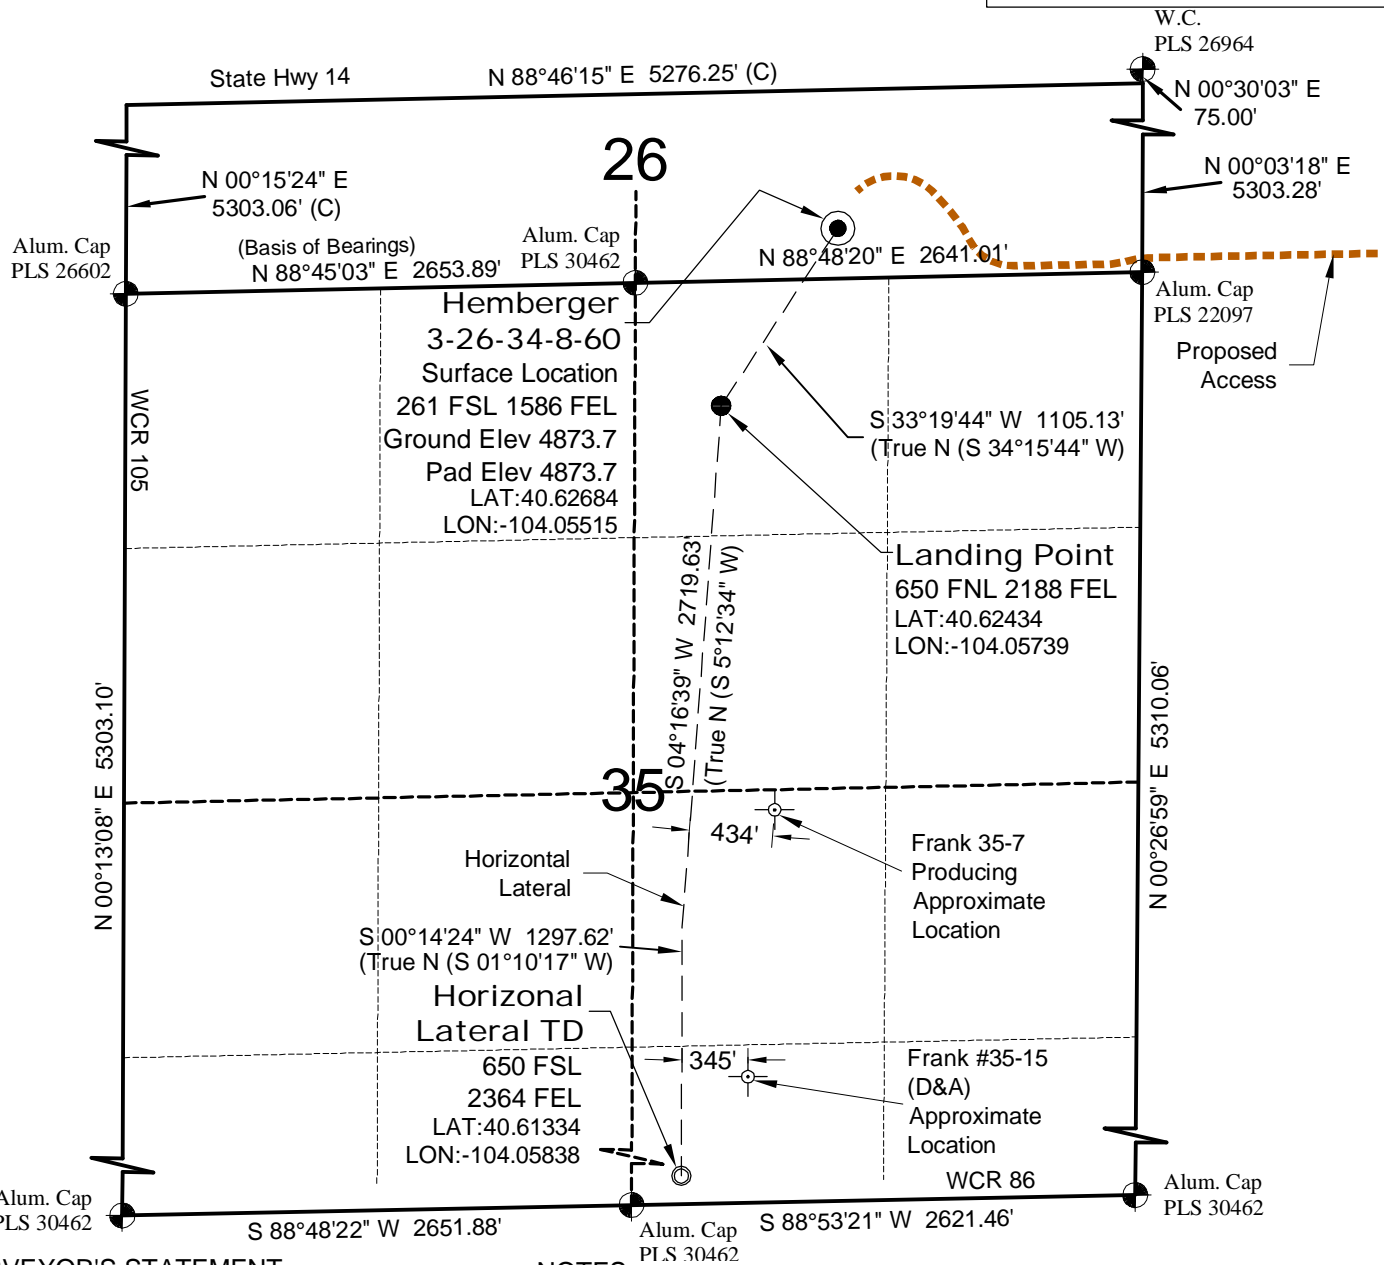 W.C.
PLS 26964
State Hwy 14
N 88°46'15" E  5276.25' (C)
N 00°30'03" E
75.00'
26
N 00°15'24" E
5303.06' (C)
N 00°03'18" E
5303.28'
Alum. Cap
PLS 26602
(Basis of Bearings)
N 88°45'03" E  2653.89'
Alum. Cap
PLS 30462
N 88°48'20" E  2641.01'
Alum. Cap
PLS 22097
Hemberger
3-26-34-8-60
Surface Location
261 FSL 1586 FEL
Ground Elev 4873.7
Pad Elev 4873.7
LAT:40.62684
LON:-104.05515
Proposed
Access
WCR 105
S 33°19'44" W  1105.13'
(True N (S 34°15'44" W)
Landing Point
650 FNL 2188 FEL
LAT:40.62434
LON:-104.05739
S 04°16'39" W  2719.63'
(True N (S 5°12'34" W)
N 00°13'08" E  5303.10'
N 00°26'59" E  5310.06'
35
434'
Frank 35-7
Producing
Approximate
Location
Horizontal
Lateral
S 00°14'24" W  1297.62'
(True N (S 01°10'17" W)
Horizonal
Lateral TD
650 FSL
2364 FEL
LAT:40.61334
LON:-104.05838
345'
Frank #35-15
(D&A)
Approximate
Location
WCR 86
Alum. Cap
PLS 30462
S 88°48'22" W  2651.88'
Alum. Cap
PLS 30462
S 88°53'21" W  2621.46'
Alum. Cap
PLS 30462
VEYOR'S STATEMENT
NOTES